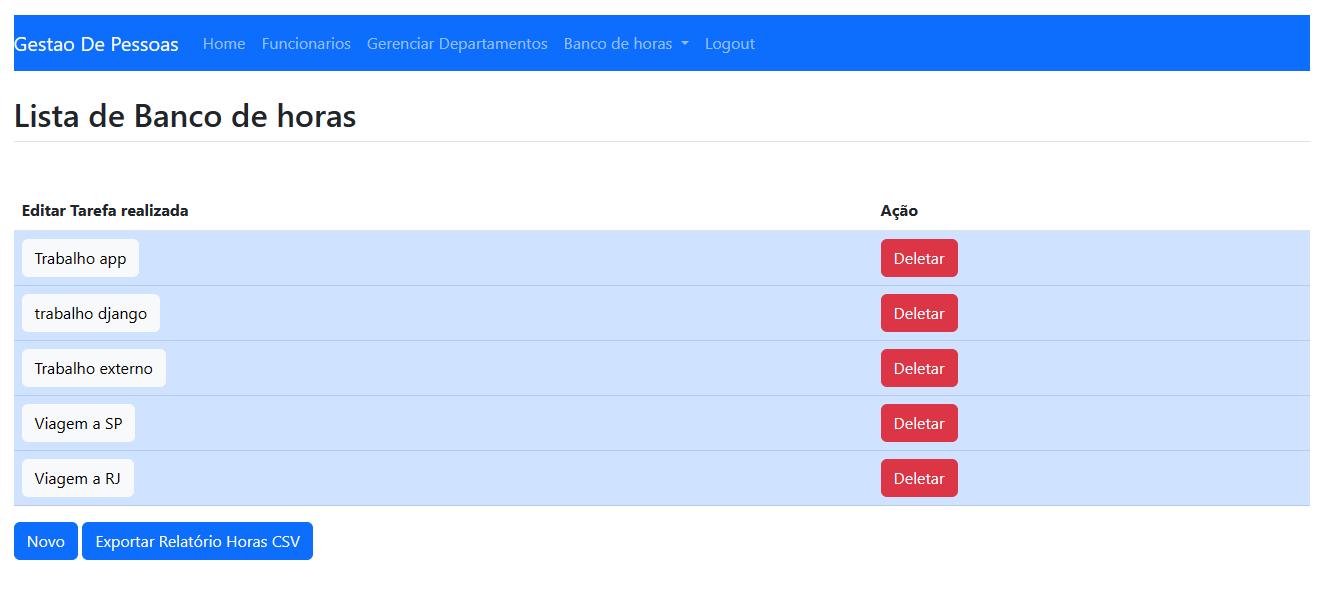 Gestao De Pessoas Home Funcionarios Gerenciar Departamentos Banco de horas Logout
Lista de Banco de horas
Editar Tarefa realizada Ação
Trabalho app Deletar
trabalho django Deletar
Trabalho externo Deletar
Viagem a SP Deletar
Viagem a RJ Deletar
Novo Exportar Relatório Horas CSV